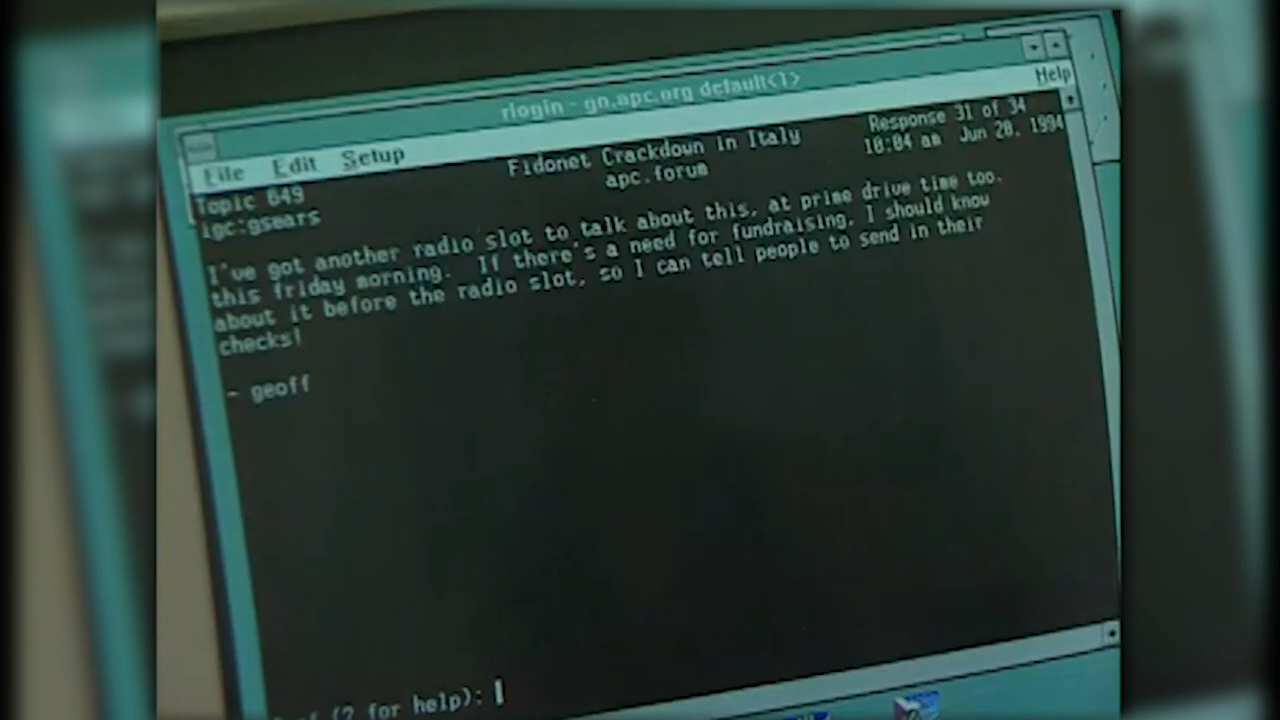 rlogin - gn.apc.org default<1>
File Edit Setup Help
Topic 649 Fidonet Crackdown in Italy Response 31 of 34
igc:gsears apc.forum 10:04 am Jun 20, 1994
I've got another radio slot to talk about this, at prime drive time too.
this friday morning. If there's a need for fundraising, I should know
about it before the radio slot, so I can tell people to send in their
checks!
- geoff
(? for help):